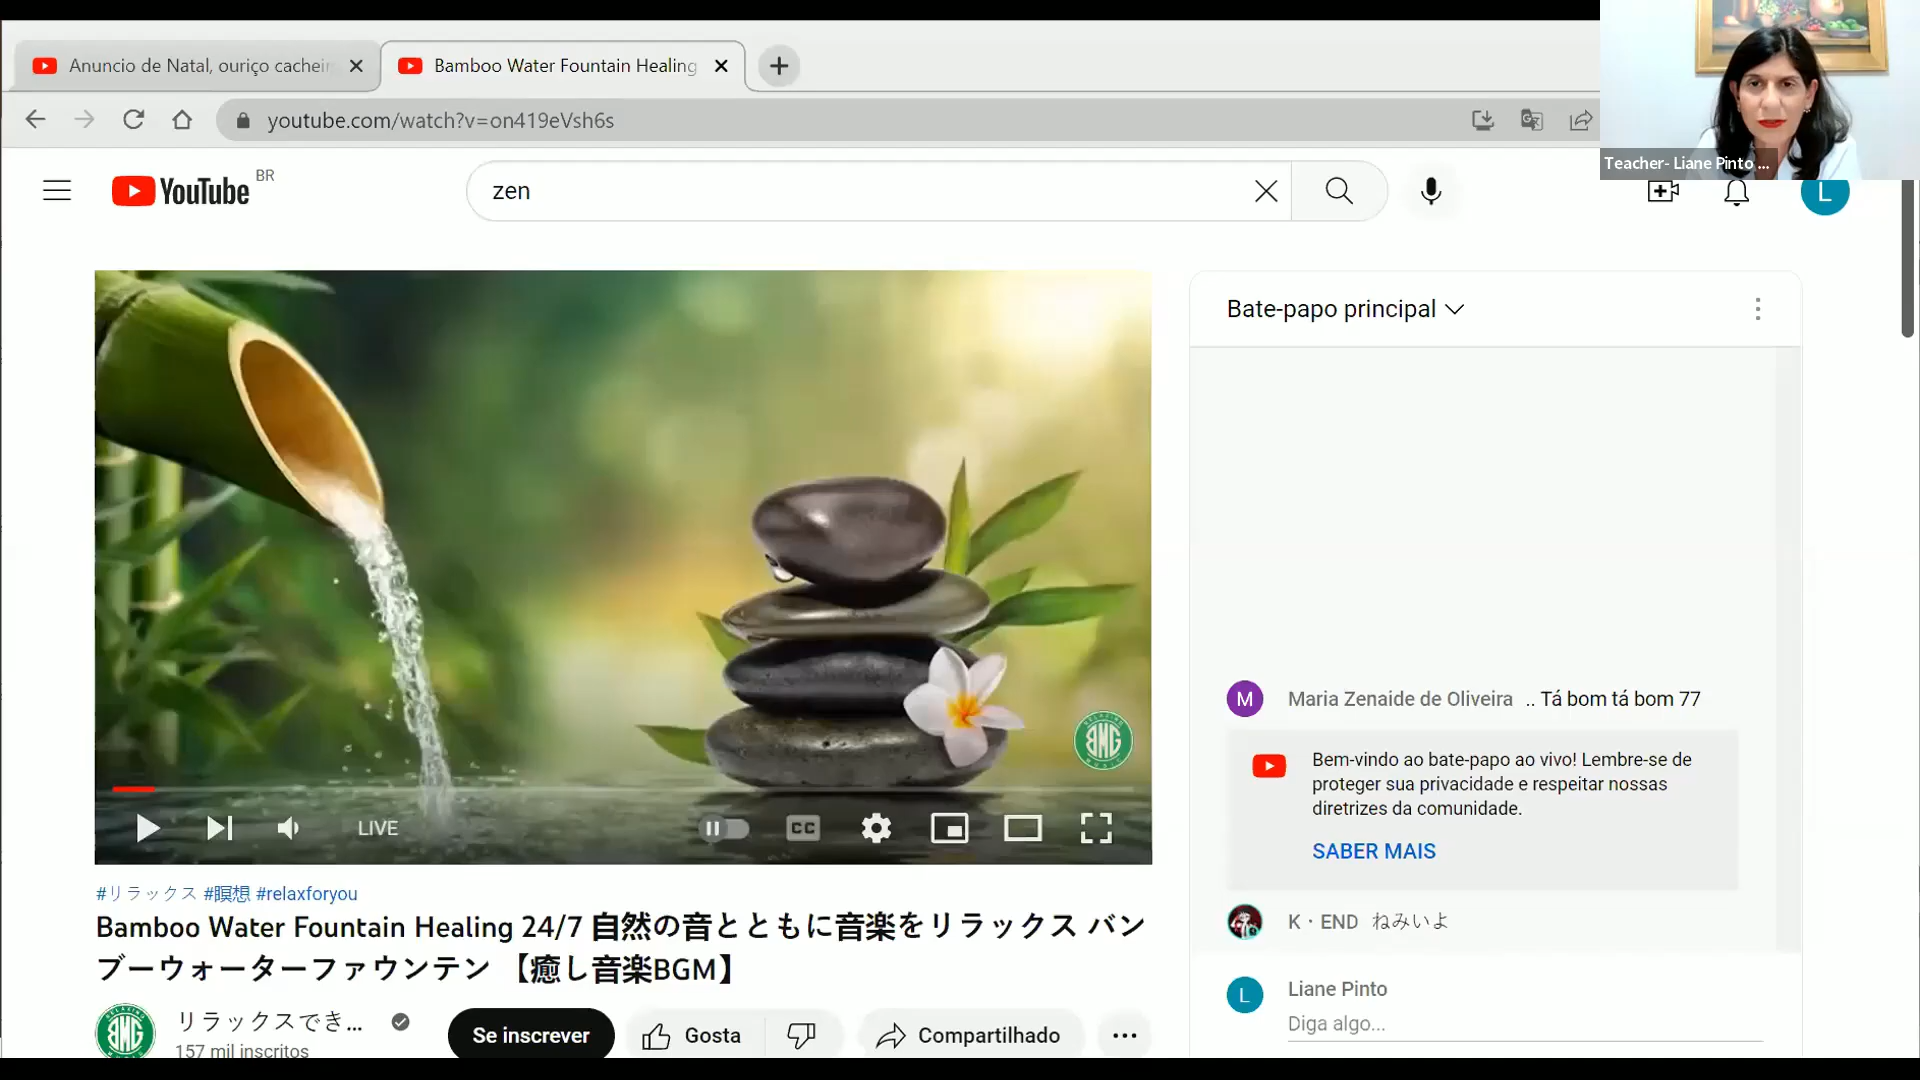 Anuncio de Natal, ouriço cacheir
Bamboo Water Fountain Healing
youtube.com/watch?v=on419eVsh6s
Teacher- Liane Pinto ...
YouTube BR
zen
L
Bate-papo principal
M Maria Zenaide de Oliveira .. Tá bom tá bom 77
Bem-vindo ao bate-papo ao vivo! Lembre-se de
proteger sua privacidade e respeitar nossas
diretrizes da comunidade.
SABER MAIS
K・END ねみいよ
L Liane Pinto
Diga algo...
BMG
LIVE
CC
#リラックス #瞑想 #relaxforyou
Bamboo Water Fountain Healing 24/7 自然の音とともに音楽をリラックス バン
ブーウォーターファウンテン 【癒し音楽BGM】
BMG
リラックスでき...
157 mil inscritos
Se inscrever
Gosta
Compartilhado